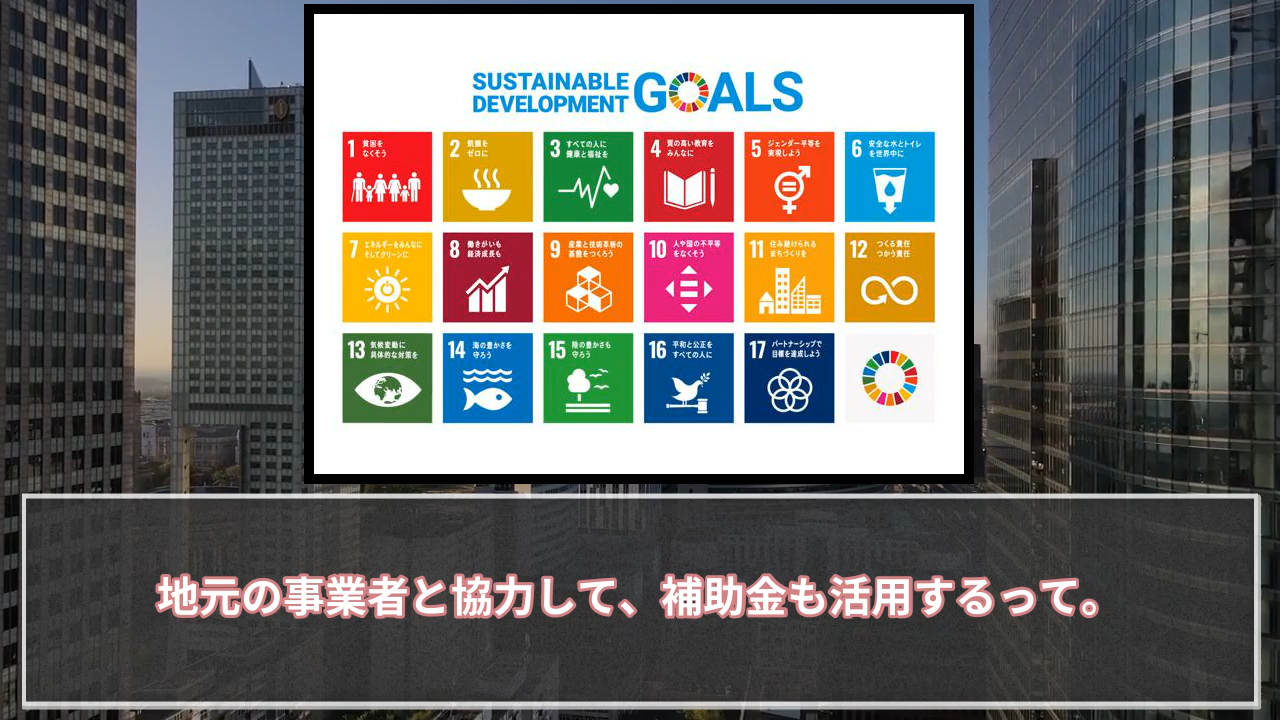 SUSTAINABLE
DEVELOPMENT
GOALS
1 貧困を
なくそう
2 飢餓を
ゼロに
3 すべての人に
健康と福祉を
4 質の高い教育を
みんなに
5 ジェンダー平等を
実現しよう
6 安全な水とトイレ
を世界中に
7 エネルギーをみんなに
そしてクリーンに
8 働きがいも
経済成長も
9 産業と技術革新の
基盤をつくろう
10 人や国の不平等
をなくそう
11 住み続けられる
まちづくりを
12 つくる責任
つかう責任
13 気候変動に
具体的な対策を
14 海の豊かさを
守ろう
15 陸の豊かさも
守ろう
16 平和と公正を
すべての人に
17 パートナーシップで
目標を達成しよう
地元の事業者と協力して、補助金も活用するって。